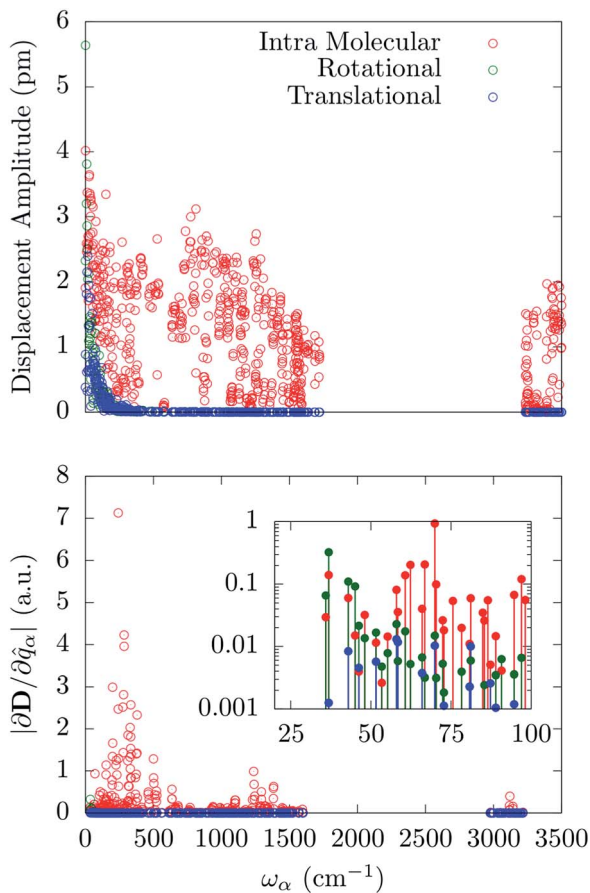 6
5
4
3
2
1
0
Displacement Amplitude (pm)
Intra Molecular
Rotational
Translational
8
7
6
5
4
3
2
1
0
|∂D/∂q̂α| (a.u.)
1
0.1
0.01
0.001
25 50 75 100
0 500 1000 1500 2000 2500 3000 3500
ωα (cm−1)